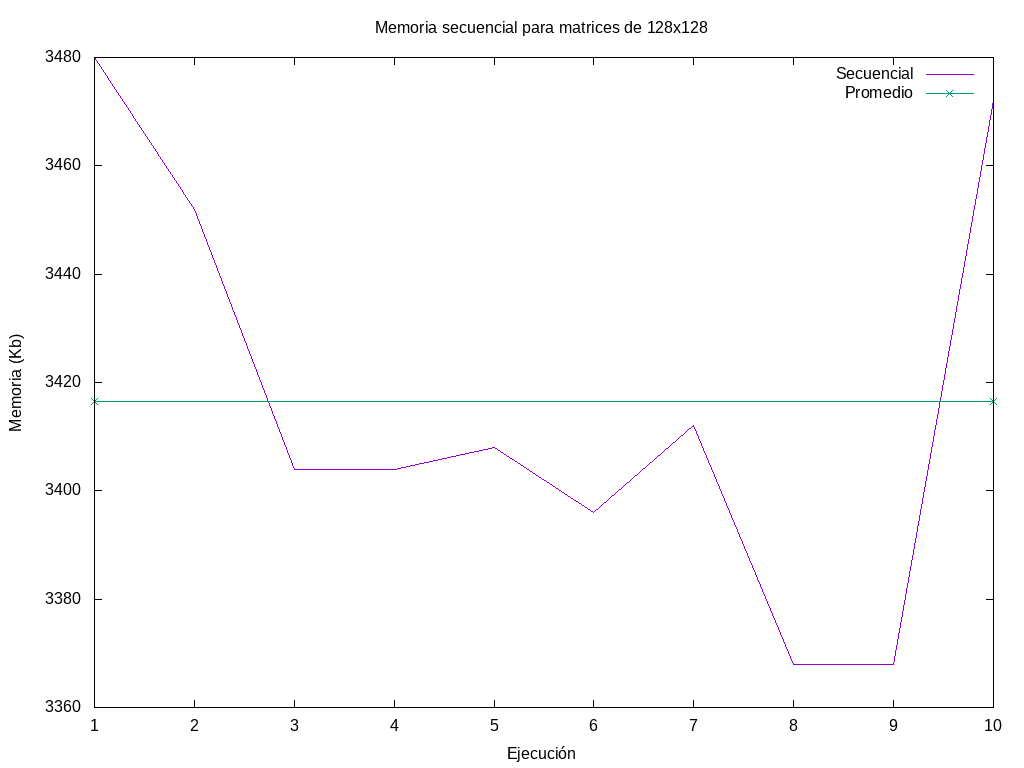 Memoria secuencial para matrices de 128x128
3480
3460
3440
3420
3400
3380
3360
Memoria (Kb)
Secuencial
Promedio
1 2 3 4 5 6 7 8 9 10
Ejecución